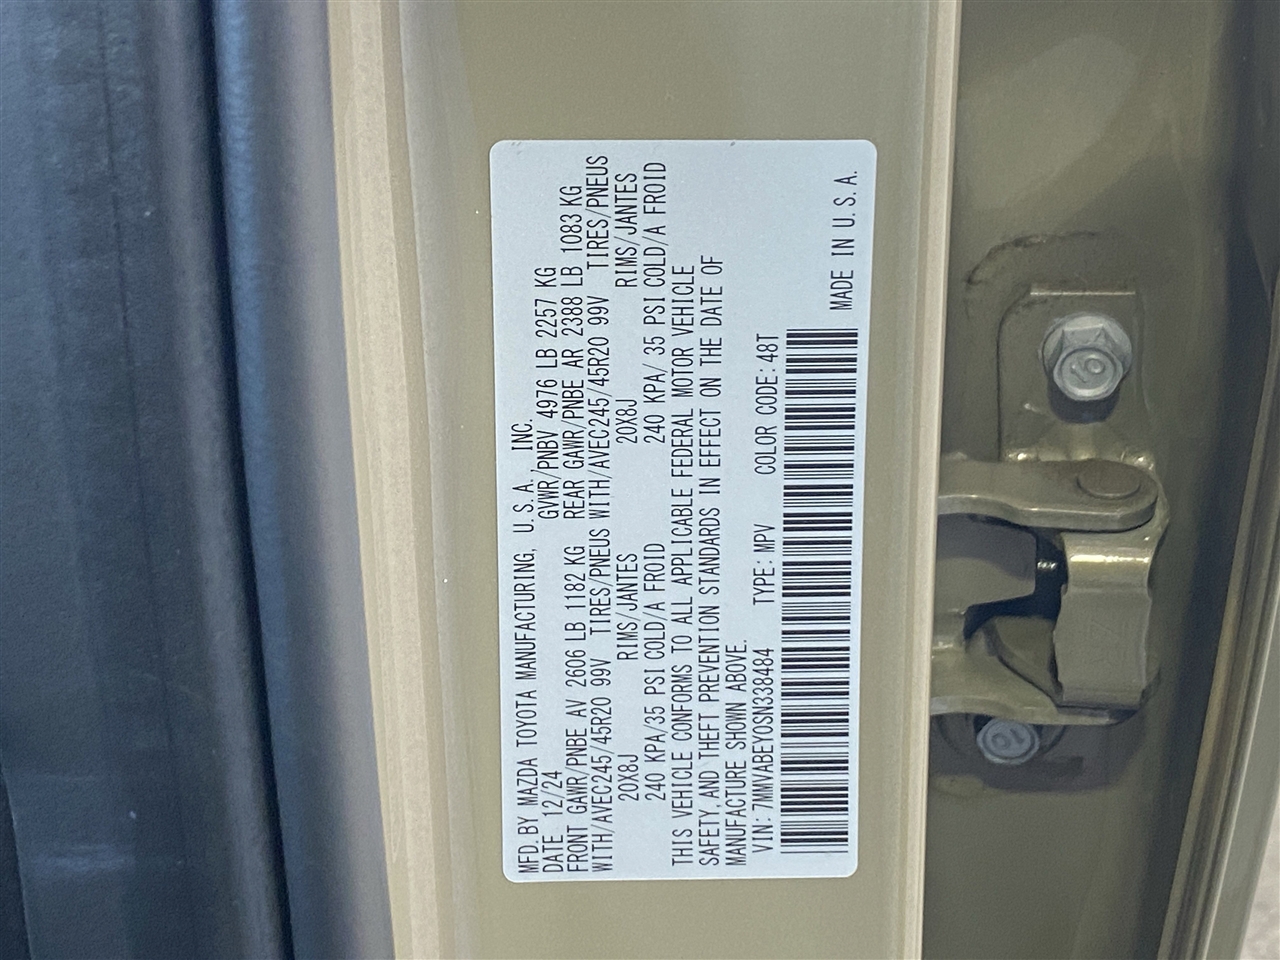 MFD. BY MAZDA TOYOTA MANUFACTURING, U.S.A., INC.
DATE 12/24 GVWR/PNBV 4976 LB 2257 KG
FRONT GAWR/PNBE AV 2606 LB 1182 KG REAR GAWR/PNBE AR 2388 LB 1083 KG
WITH/AVEC245/45R20 99V TIRES/PNEUS WITH/AVEC245/45R20 99V TIRES/PNEUS
20X8J RIMS/JANTES 20X8J RIMS/JANTES
240 KPA/35 PSI COLD/A FROID 240 KPA/ 35 PSI COLD/A FROID
THIS VEHICLE CONFORMS TO ALL APPLICABLE FEDERAL MOTOR VEHICLE
SAFETY, AND THEFT PREVENTION STANDARDS IN EFFECT ON THE DATE OF
MANUFACTURE SHOWN ABOVE.
VIN: 7MMVABEY0SN338484 TYPE: MPV COLOR CODE: 48T
MADE IN U.S.A.
10
10